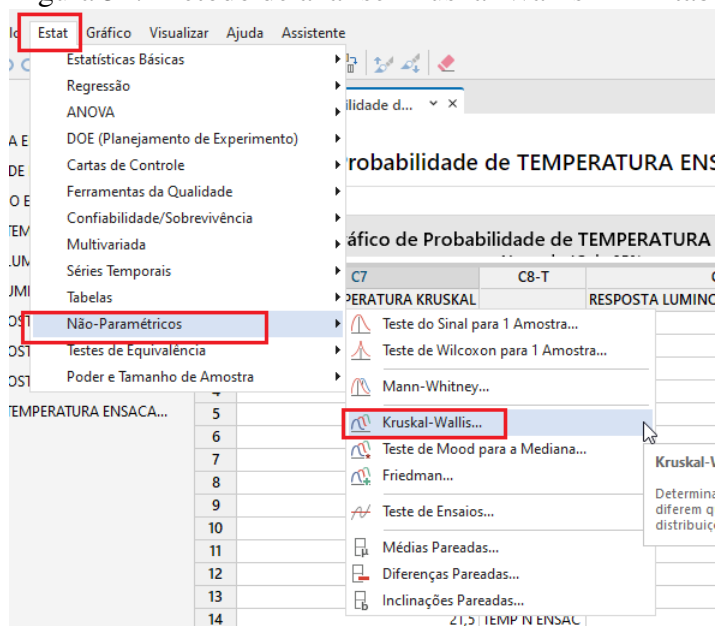 Estat Gráfico Visualizar Ajuda Assistente
Estatísticas Básicas
Regressão
ANOVA
DOE (Planejamento de Experimento)
Cartas de Controle
Ferramentas da Qualidade
Confiabilidade/Sobrevivência
Multivariada
Séries Temporais
Tabelas
Não-Paramétricos
Testes de Equivalência
Poder e Tamanho de Amostra
ilidade d...
robabilidade de TEMPERATURA ENS
áfico de Probabilidade de TEMPERATURA
C7 C8-T
PERATURA KRUSKAL RESPOSTA LUMINO
Teste do Sinal para 1 Amostra...
Teste de Wilcoxon para 1 Amostra...
Mann-Whitney...
Kruskal-Wallis...
Teste de Mood para a Mediana...
Friedman...
Teste de Ensaios...
Médias Pareadas...
Diferenças Pareadas...
Inclinações Pareadas...
Kruskal-W
Determina
diferem q
distribuiç
TEMPERATURA ENSACA...
5
6
7
8
9
10
11
12
13
14 21,5 TEMP N ENSAC